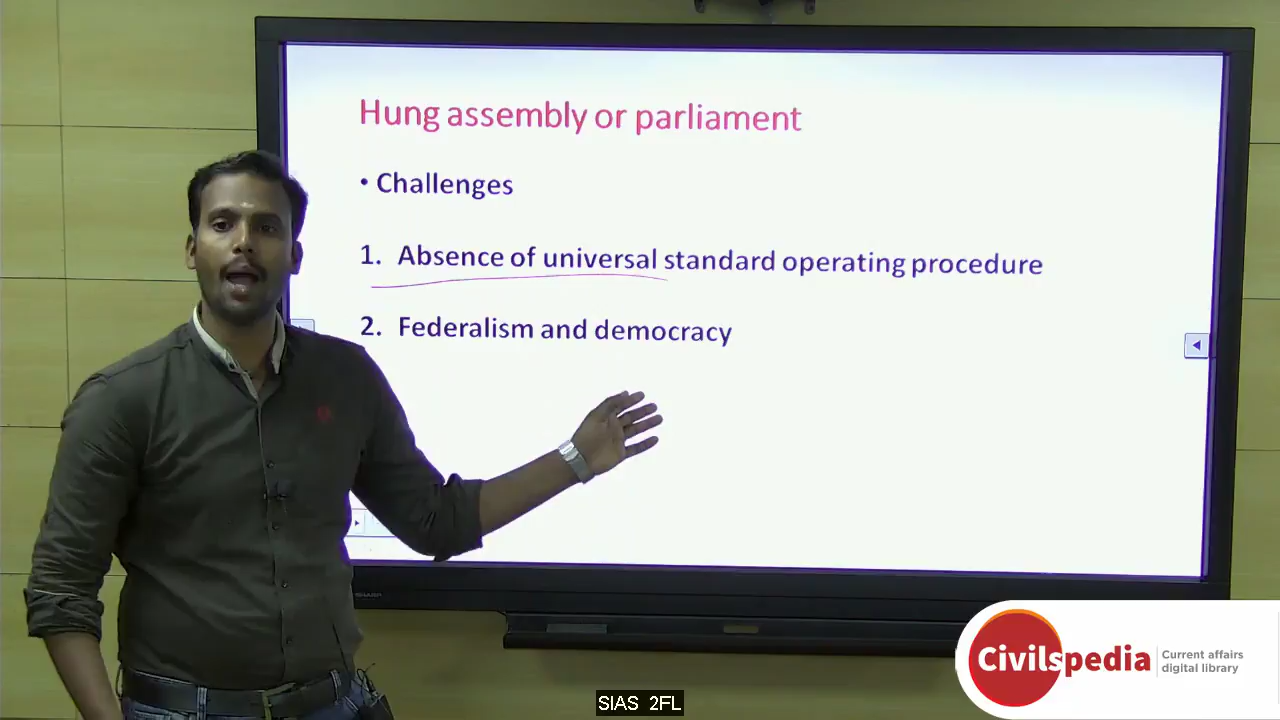 Hung assembly or parliament
• Challenges
1. Absence of universal standard operating procedure
2. Federalism and democracy
SHARP
Civilspedia
Current affairs
digital library
SIAS 2FL